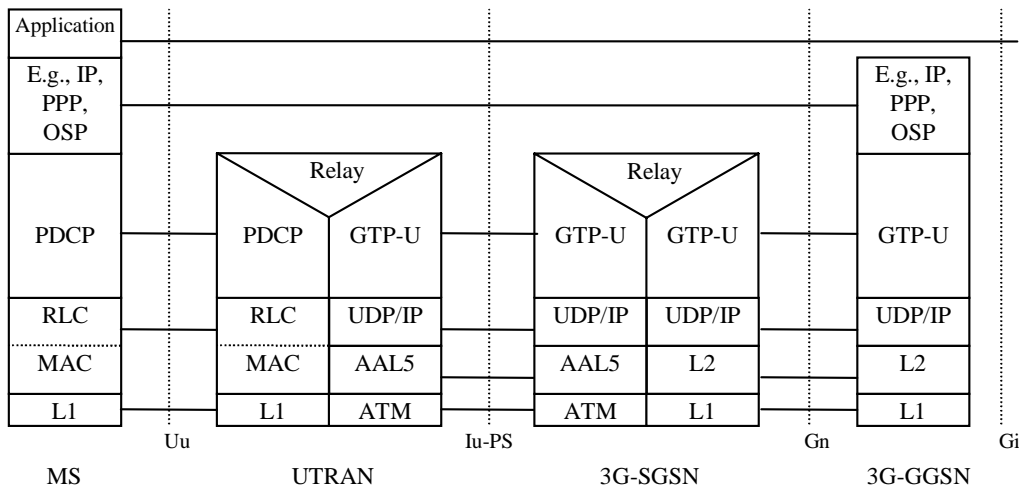 Application
E.g., IP,
PPP,
OSP
E.g., IP,
PPP,
OSP
Relay
Relay
PDCP
PDCP
GTP-U
GTP-U
GTP-U
GTP-U
RLC
RLC
UDP/IP
UDP/IP
UDP/IP
UDP/IP
MAC
MAC
AAL5
AAL5
L2
L2
L1
L1
ATM
ATM
L1
L1
Uu
Iu-PS
Gn
Gi
MS
UTRAN
3G-SGSN
3G-GGSN